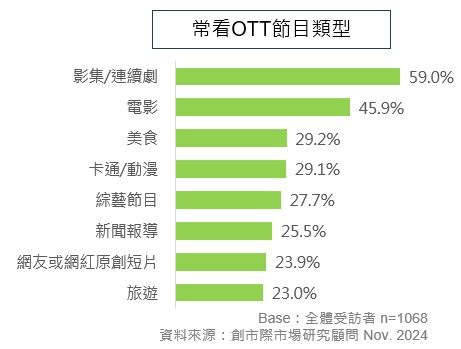 常看OTT節目類型
影集/連續劇 59.0%
電影 45.9%
美食 29.2%
卡通/動漫 29.1%
綜藝節目 27.7%
新聞報導 25.5%
網友或網紅原創短片 23.9%
旅遊 23.0%
Base：全體受訪者 n=1068
資料來源：創市際市場研究顧問 Nov. 2024